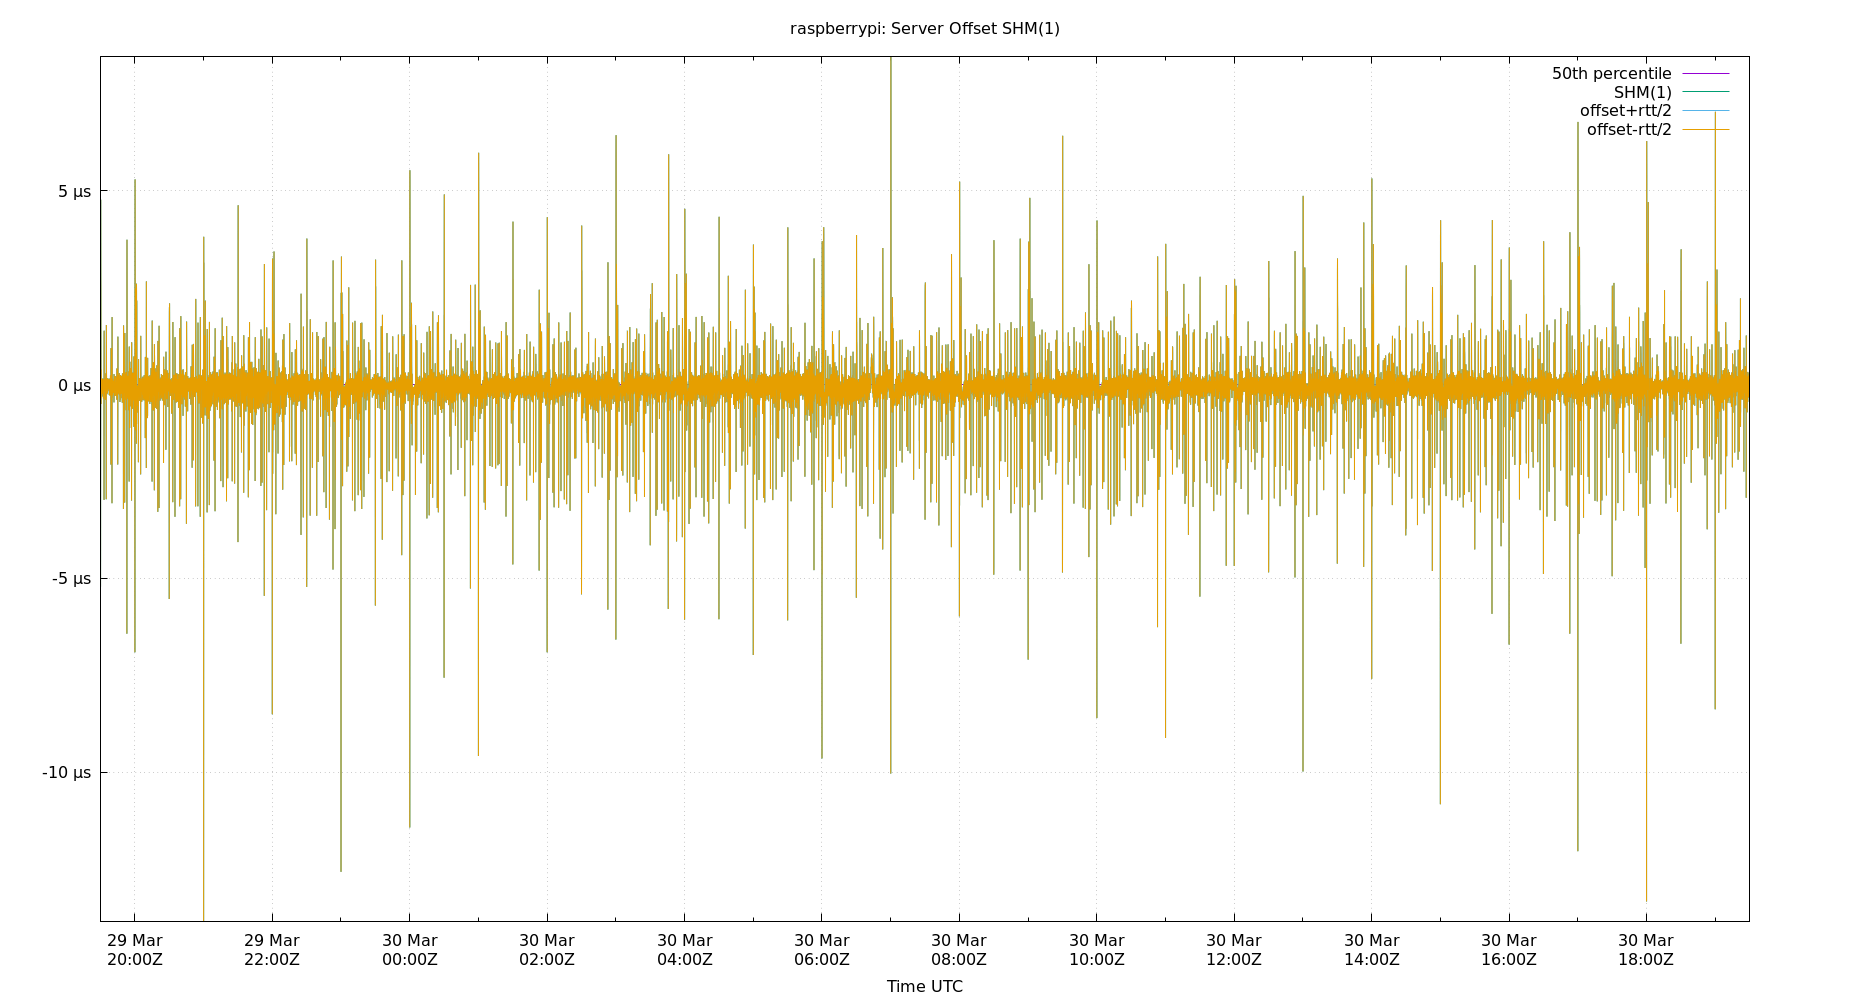 raspberrypi: Server Offset SHM(1)
50th percentile
SHM(1)
offset+rtt/2
offset-rtt/2
5 µs
0 µs
-5 µs
-10 µs
29 Mar 29 Mar 30 Mar 30 Mar 30 Mar 30 Mar 30 Mar 30 Mar 30 Mar 30 Mar 30 Mar 30 Mar
20:00Z 22:00Z 00:00Z 02:00Z 04:00Z 06:00Z 08:00Z 10:00Z 12:00Z 14:00Z 16:00Z 18:00Z
Time UTC